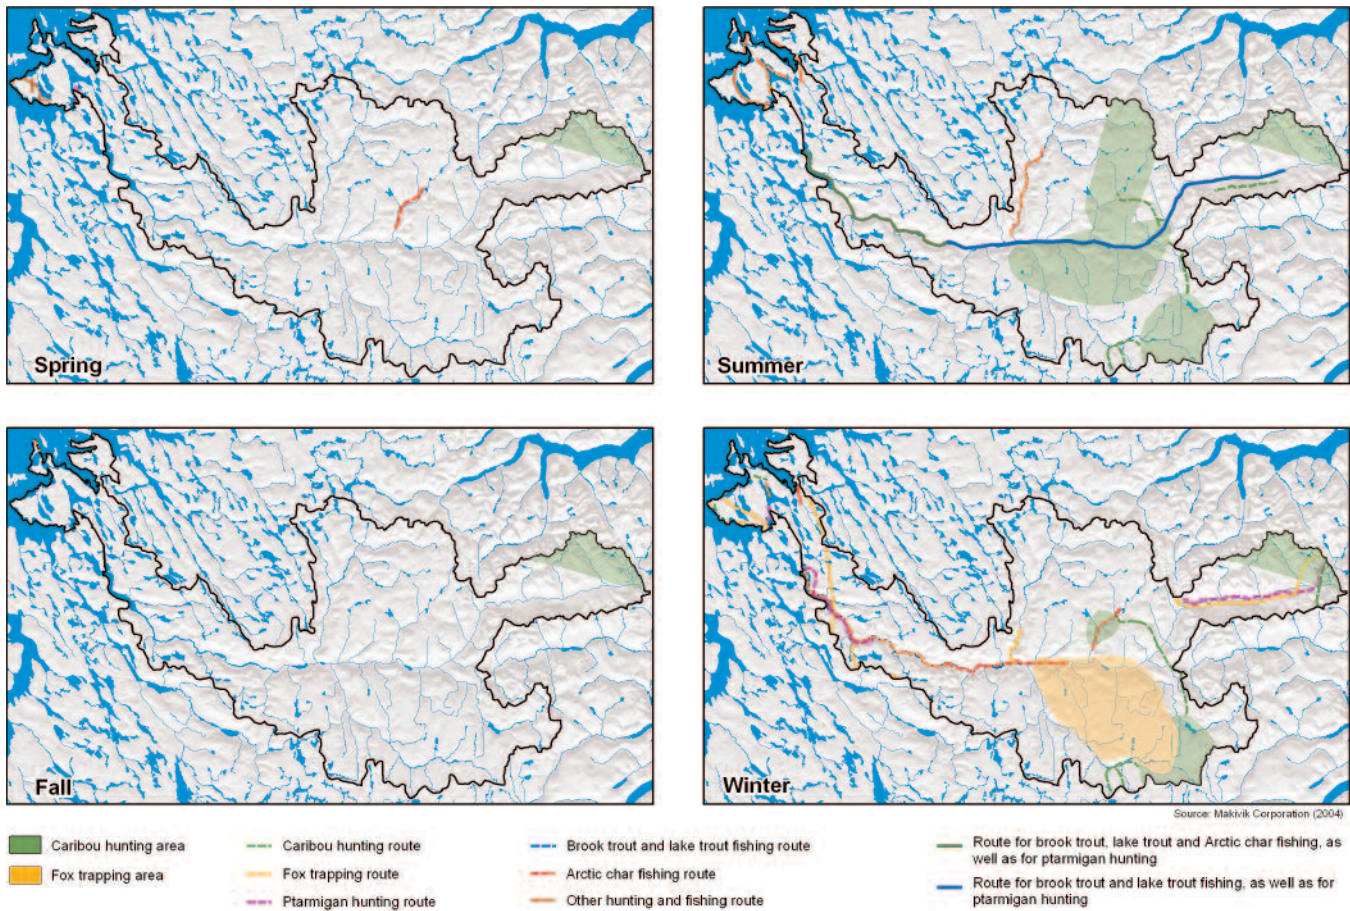 Spring
Summer
Fall
Winter
Source: Makivik Corporation (2004)
Caribou hunting area
Fox trapping area
Caribou hunting route
Fox trapping route
Ptarmigan hunting route
Brook trout and lake trout fishing route
Arctic char fishing route
Other hunting and fishing route
Route for brook trout, lake trout and Arctic char fishing, as
well as for ptarmigan hunting
Route for brook trout and lake trout fishing, as well as for
ptarmigan hunting